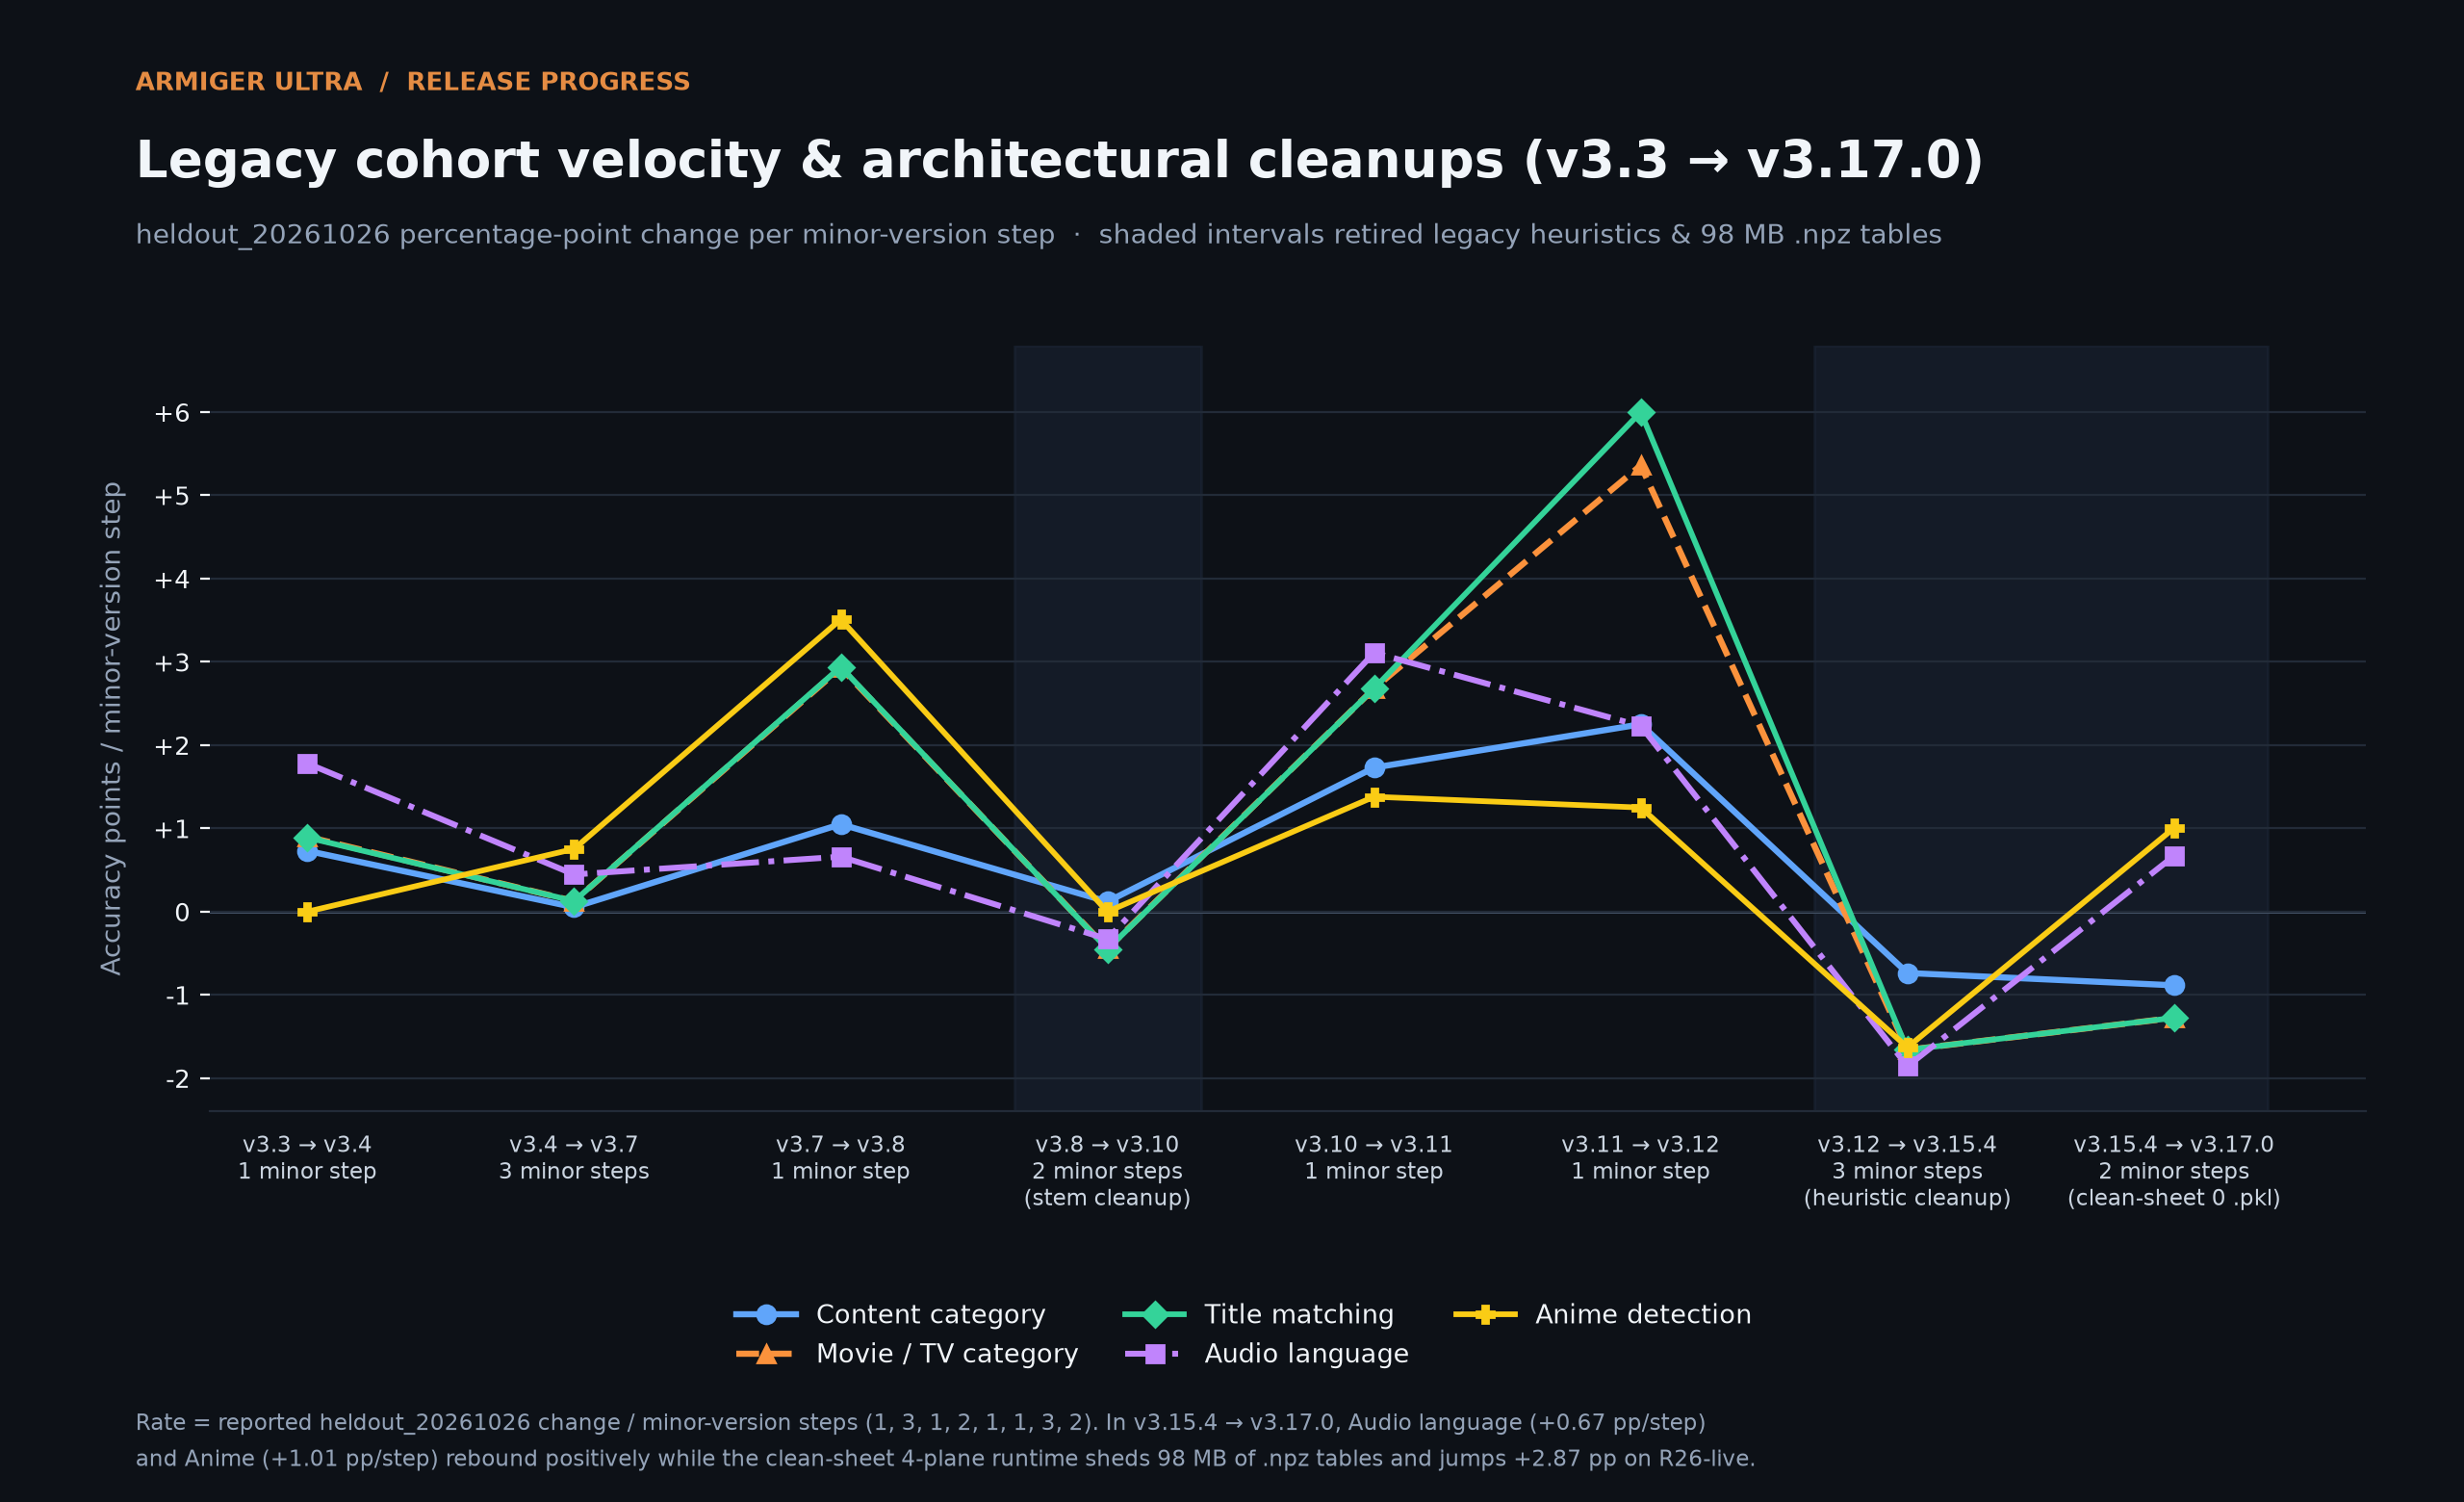 ARMIGER ULTRA / RELEASE PROGRESS
Legacy cohort velocity & architectural cleanups (v3.3 → v3.17.0)
heldout_20261026 percentage-point change per minor-version step · shaded intervals retired legacy heuristics & 98 MB .npz tables
Accuracy points / minor-version step
+6
+5
+4
+3
+2
+1
0
-1
-2
v3.3 → v3.4
1 minor step
v3.4 → v3.7
3 minor steps
v3.7 → v3.8
1 minor step
v3.8 → v3.10
2 minor steps
(stem cleanup)
v3.10 → v3.11
1 minor step
v3.11 → v3.12
1 minor step
v3.12 → v3.15.4
3 minor steps
(heuristic cleanup)
v3.15.4 → v3.17.0
2 minor steps
(clean-sheet 0 .pkl)
Content category
Movie / TV category
Title matching
Audio language
Anime detection
Rate = reported heldout_20261026 change / minor-version steps (1, 3, 1, 2, 1, 1, 3, 2). In v3.15.4 → v3.17.0, Audio language (+0.67 pp/step)
and Anime (+1.01 pp/step) rebound positively while the clean-sheet 4-plane runtime sheds 98 MB of .npz tables and jumps +2.87 pp on R26-live.